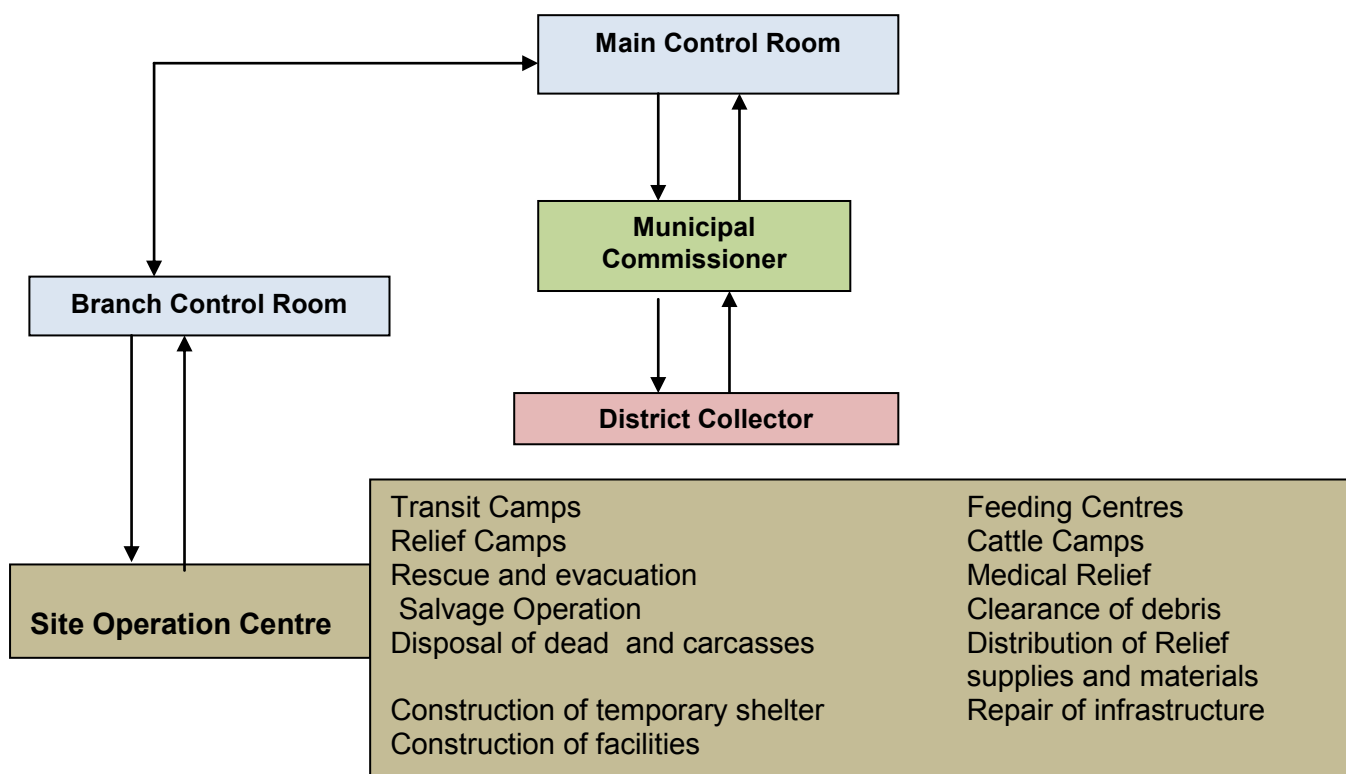 Main Control Room
Municipal
Commissioner
Branch Control Room
District Collector
Site Operation Centre
Transit Camps
Relief Camps
Rescue and evacuation
Salvage Operation
Disposal of dead and carcasses
Construction of temporary shelter
Construction of facilities
Feeding Centres
Cattle Camps
Medical Relief
Clearance of debris
Distribution of Relief
supplies and materials
Repair of infrastructure